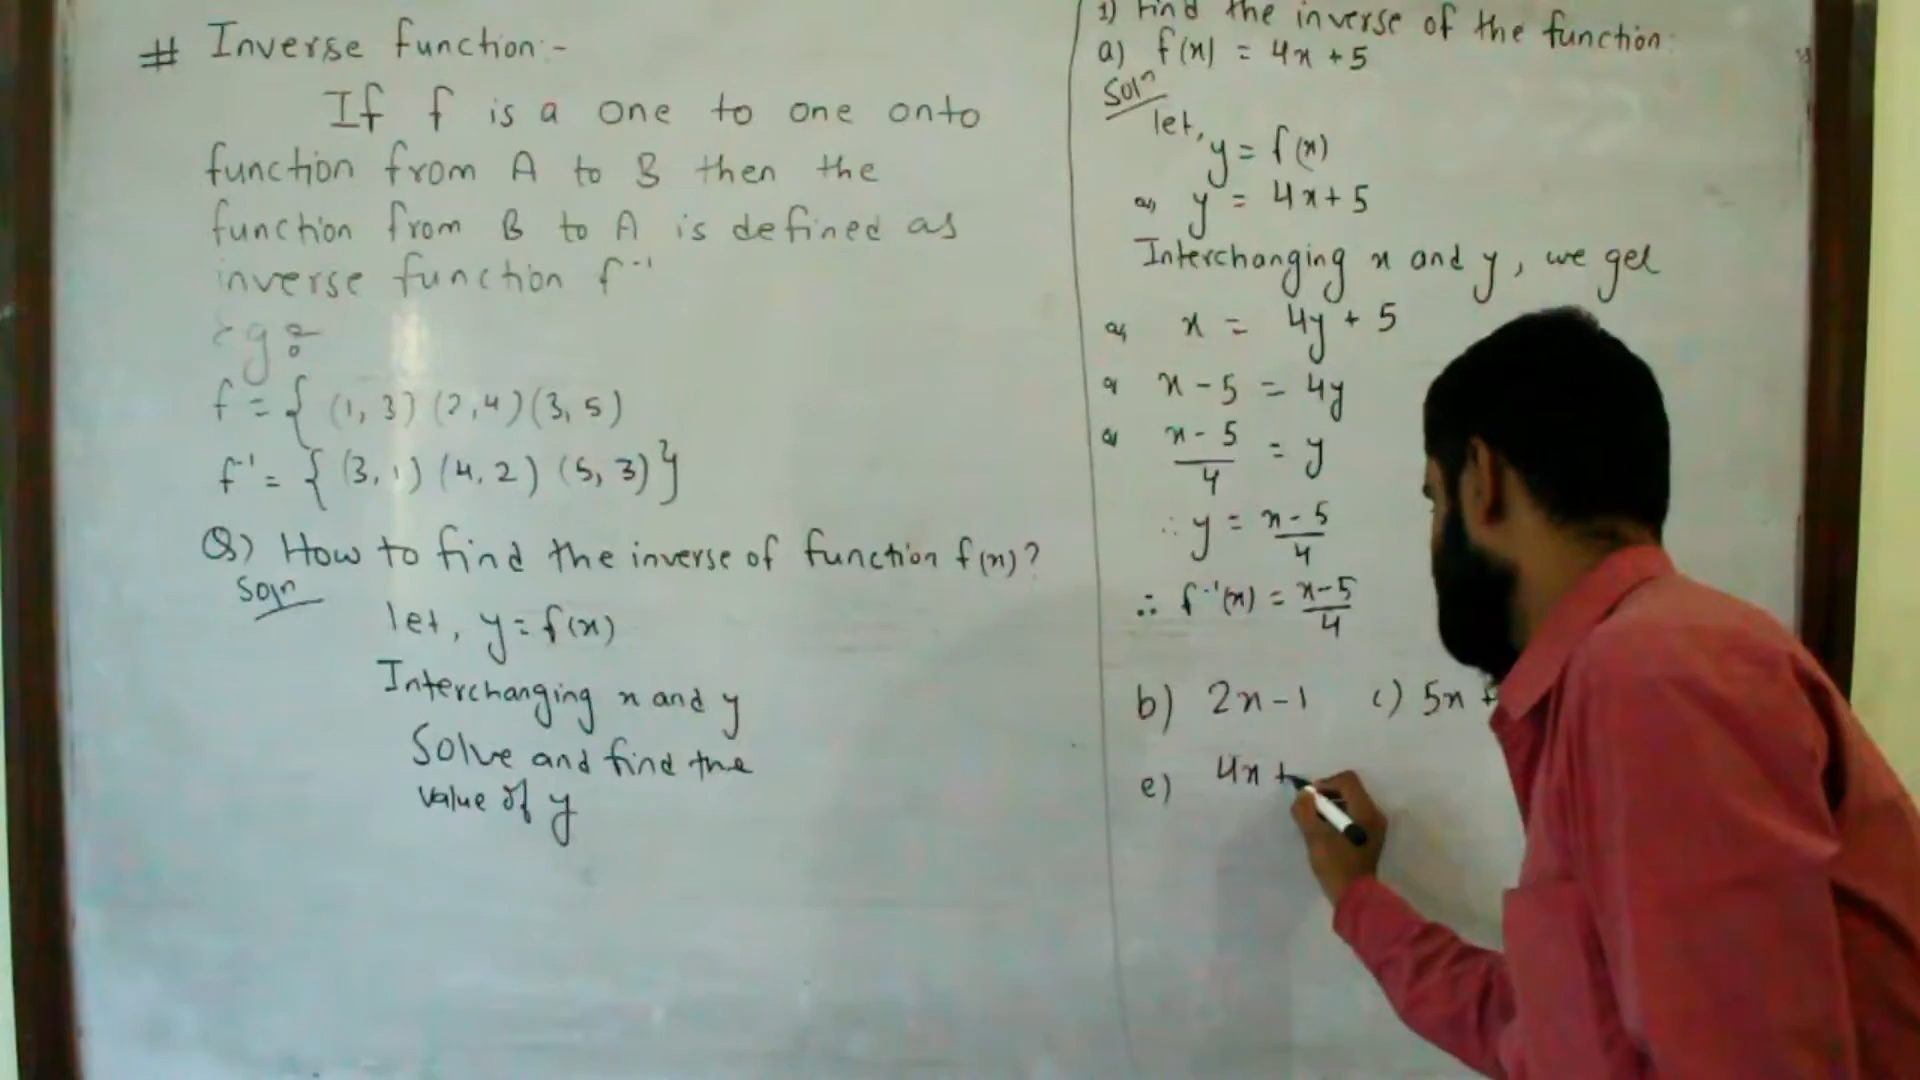 # Inverse function:-
If f is a one to one onto
function from A to B then the
function from B to A is defined as
inverse function f⁻¹
eg:
f = { (1, 3) (2, 4) (3, 5)
f⁻¹ = { (3, 1) (4, 2) (5, 3) }
Q) How to find the inverse of function f(x)?
Solⁿ
let, y = f(x)
Interchanging x and y
Solve and find the
value of y
1) Find the inverse of the function:
a) f(x) = 4x + 5
Solⁿ
let, y = f(x)
or, y = 4x + 5
Interchanging x and y, we get
or x = 4y + 5
or x - 5 = 4y
or (x - 5)/4 = y
∴ y = (x - 5)/4
∴ f⁻¹(x) = (x - 5)/4
b) 2x - 1 c) 5x +
e) 4x +